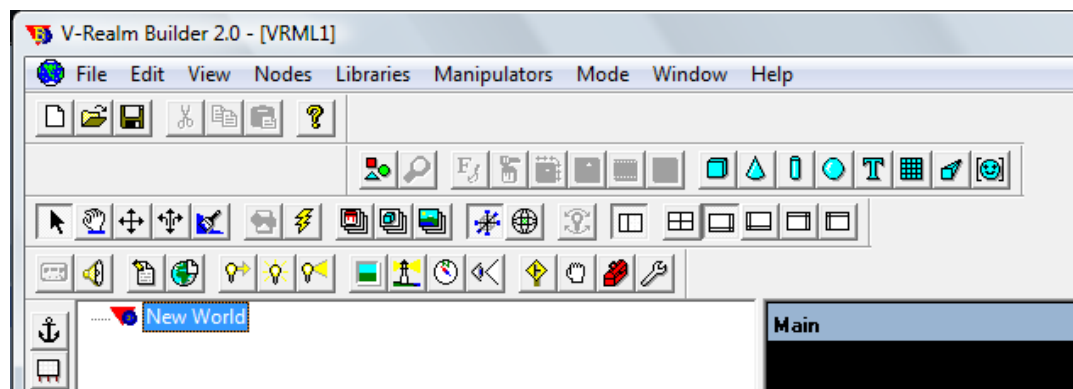 V-Realm Builder 2.0 - [VRML1]
File Edit View Nodes Libraries Manipulators Mode Window Help
New World
Main